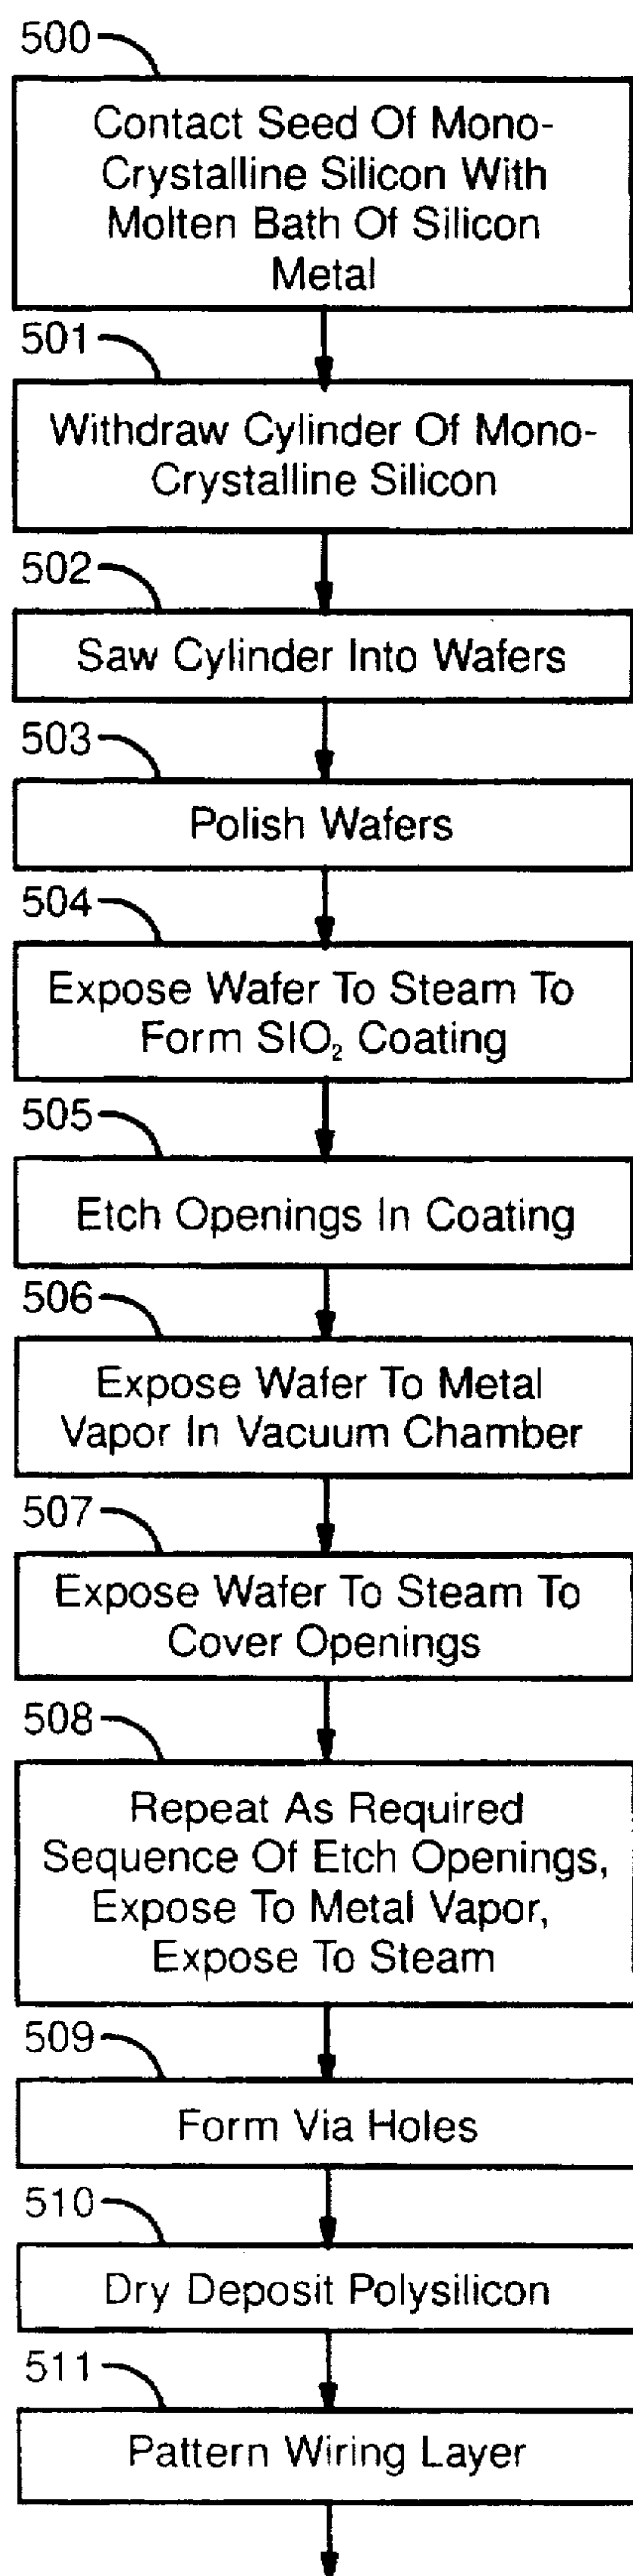 500
Contact Seed Of Mono-
Crystalline Silicon With
Molten Bath Of Silicon
Metal
501
Withdraw Cylinder Of Mono-
Crystalline Silicon
502
Saw Cylinder Into Wafers
503
Polish Wafers
504
Expose Wafer To Steam To
Form SIO₂ Coating
505
Etch Openings In Coating
506
Expose Wafer To Metal
Vapor In Vacuum Chamber
507
Expose Wafer To Steam To
Cover Openings
508
Repeat As Required
Sequence Of Etch Openings,
Expose To Metal Vapor,
Expose To Steam
509
Form Via Holes
510
Dry Deposit Polysilicon
511
Pattern Wiring Layer